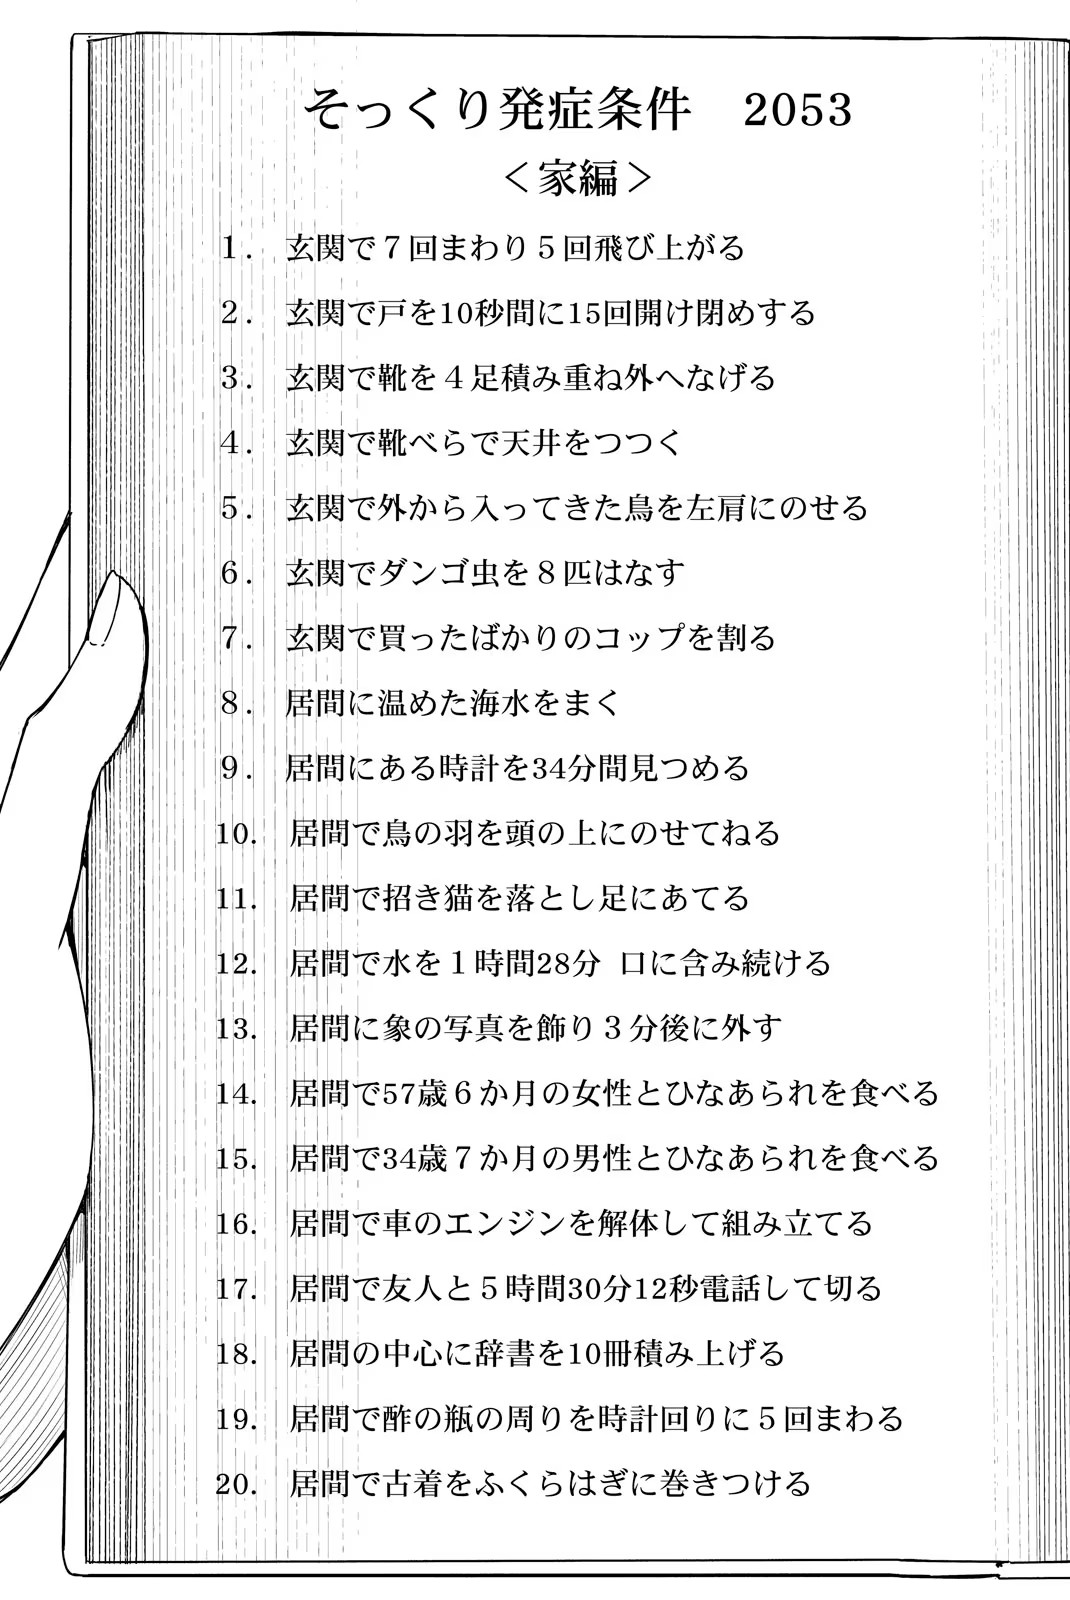 そっくり発症条件　2053
＜家編＞
1.　玄関で７回まわり５回飛び上がる
2.　玄関で戸を10秒間に15回開け閉めする
3.　玄関で靴を４足積み重ね外へなげる
4.　玄関で靴べらで天井をつつく
5.　玄関で外から入ってきた鳥を左肩にのせる
6.　玄関でダンゴ虫を８匹はなす
7.　玄関で買ったばかりのコップを割る
8.　居間に温めた海水をまく
9.　居間にある時計を34分間見つめる
10.　居間で鳥の羽を頭の上にのせてねる
11.　居間で招き猫を落とし足にあてる
12.　居間で水を１時間28分 口に含み続ける
13.　居間に象の写真を飾り３分後に外す
14.　居間で57歳６か月の女性とひなあられを食べる
15.　居間で34歳７か月の男性とひなあられを食べる
16.　居間で車のエンジンを解体して組み立てる
17.　居間で友人と５時間30分12秒電話して切る
18.　居間の中心に辞書を10冊積み上げる
19.　居間で酢の瓶の周りを時計回りに５回まわる
20.　居間で古着をふくらはぎに巻きつける